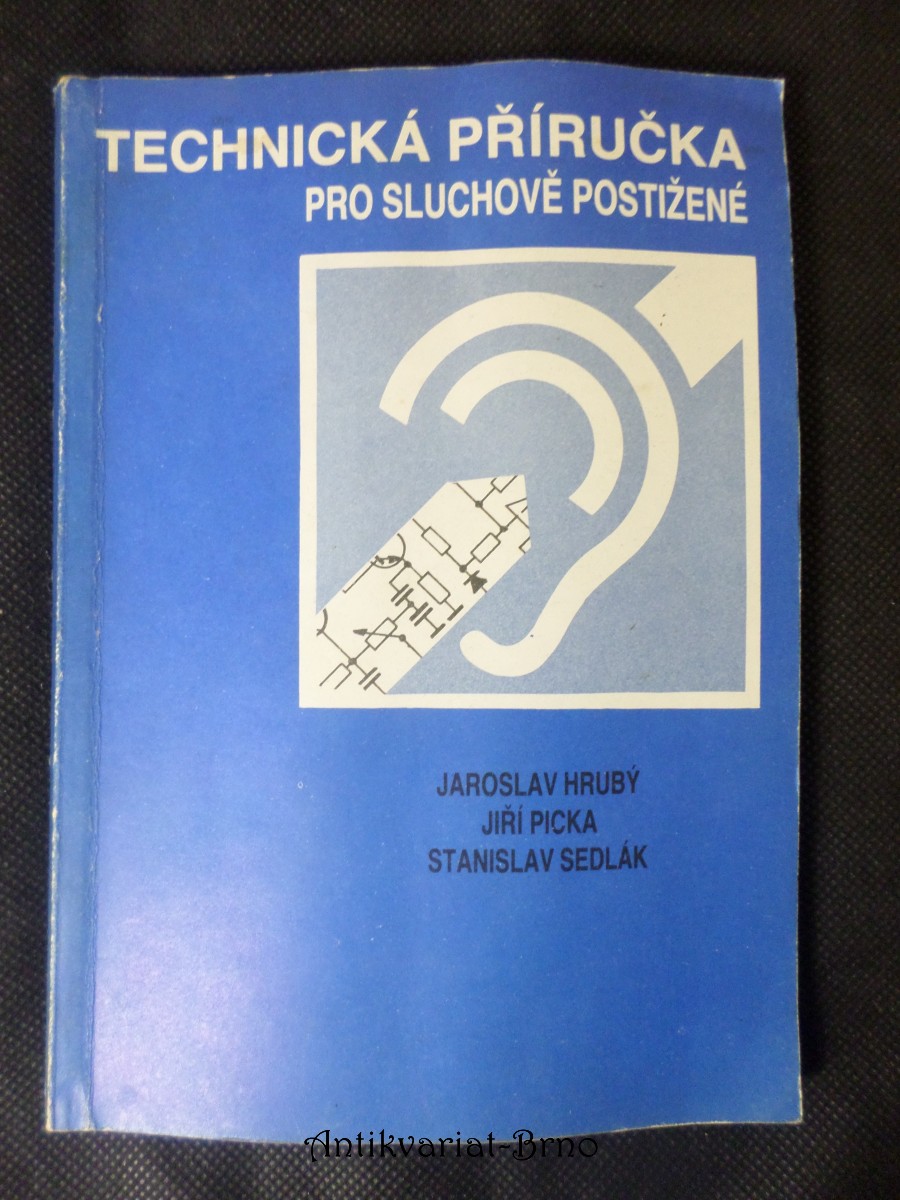 TECHNICKÁ PŘÍRUČKA
PRO SLUCHOVĚ POSTIŽENÉ
JAROSLAV HRUBÝ
JIŘÍ PICKA
STANISLAV SEDLÁK
Antikvariat-Brno